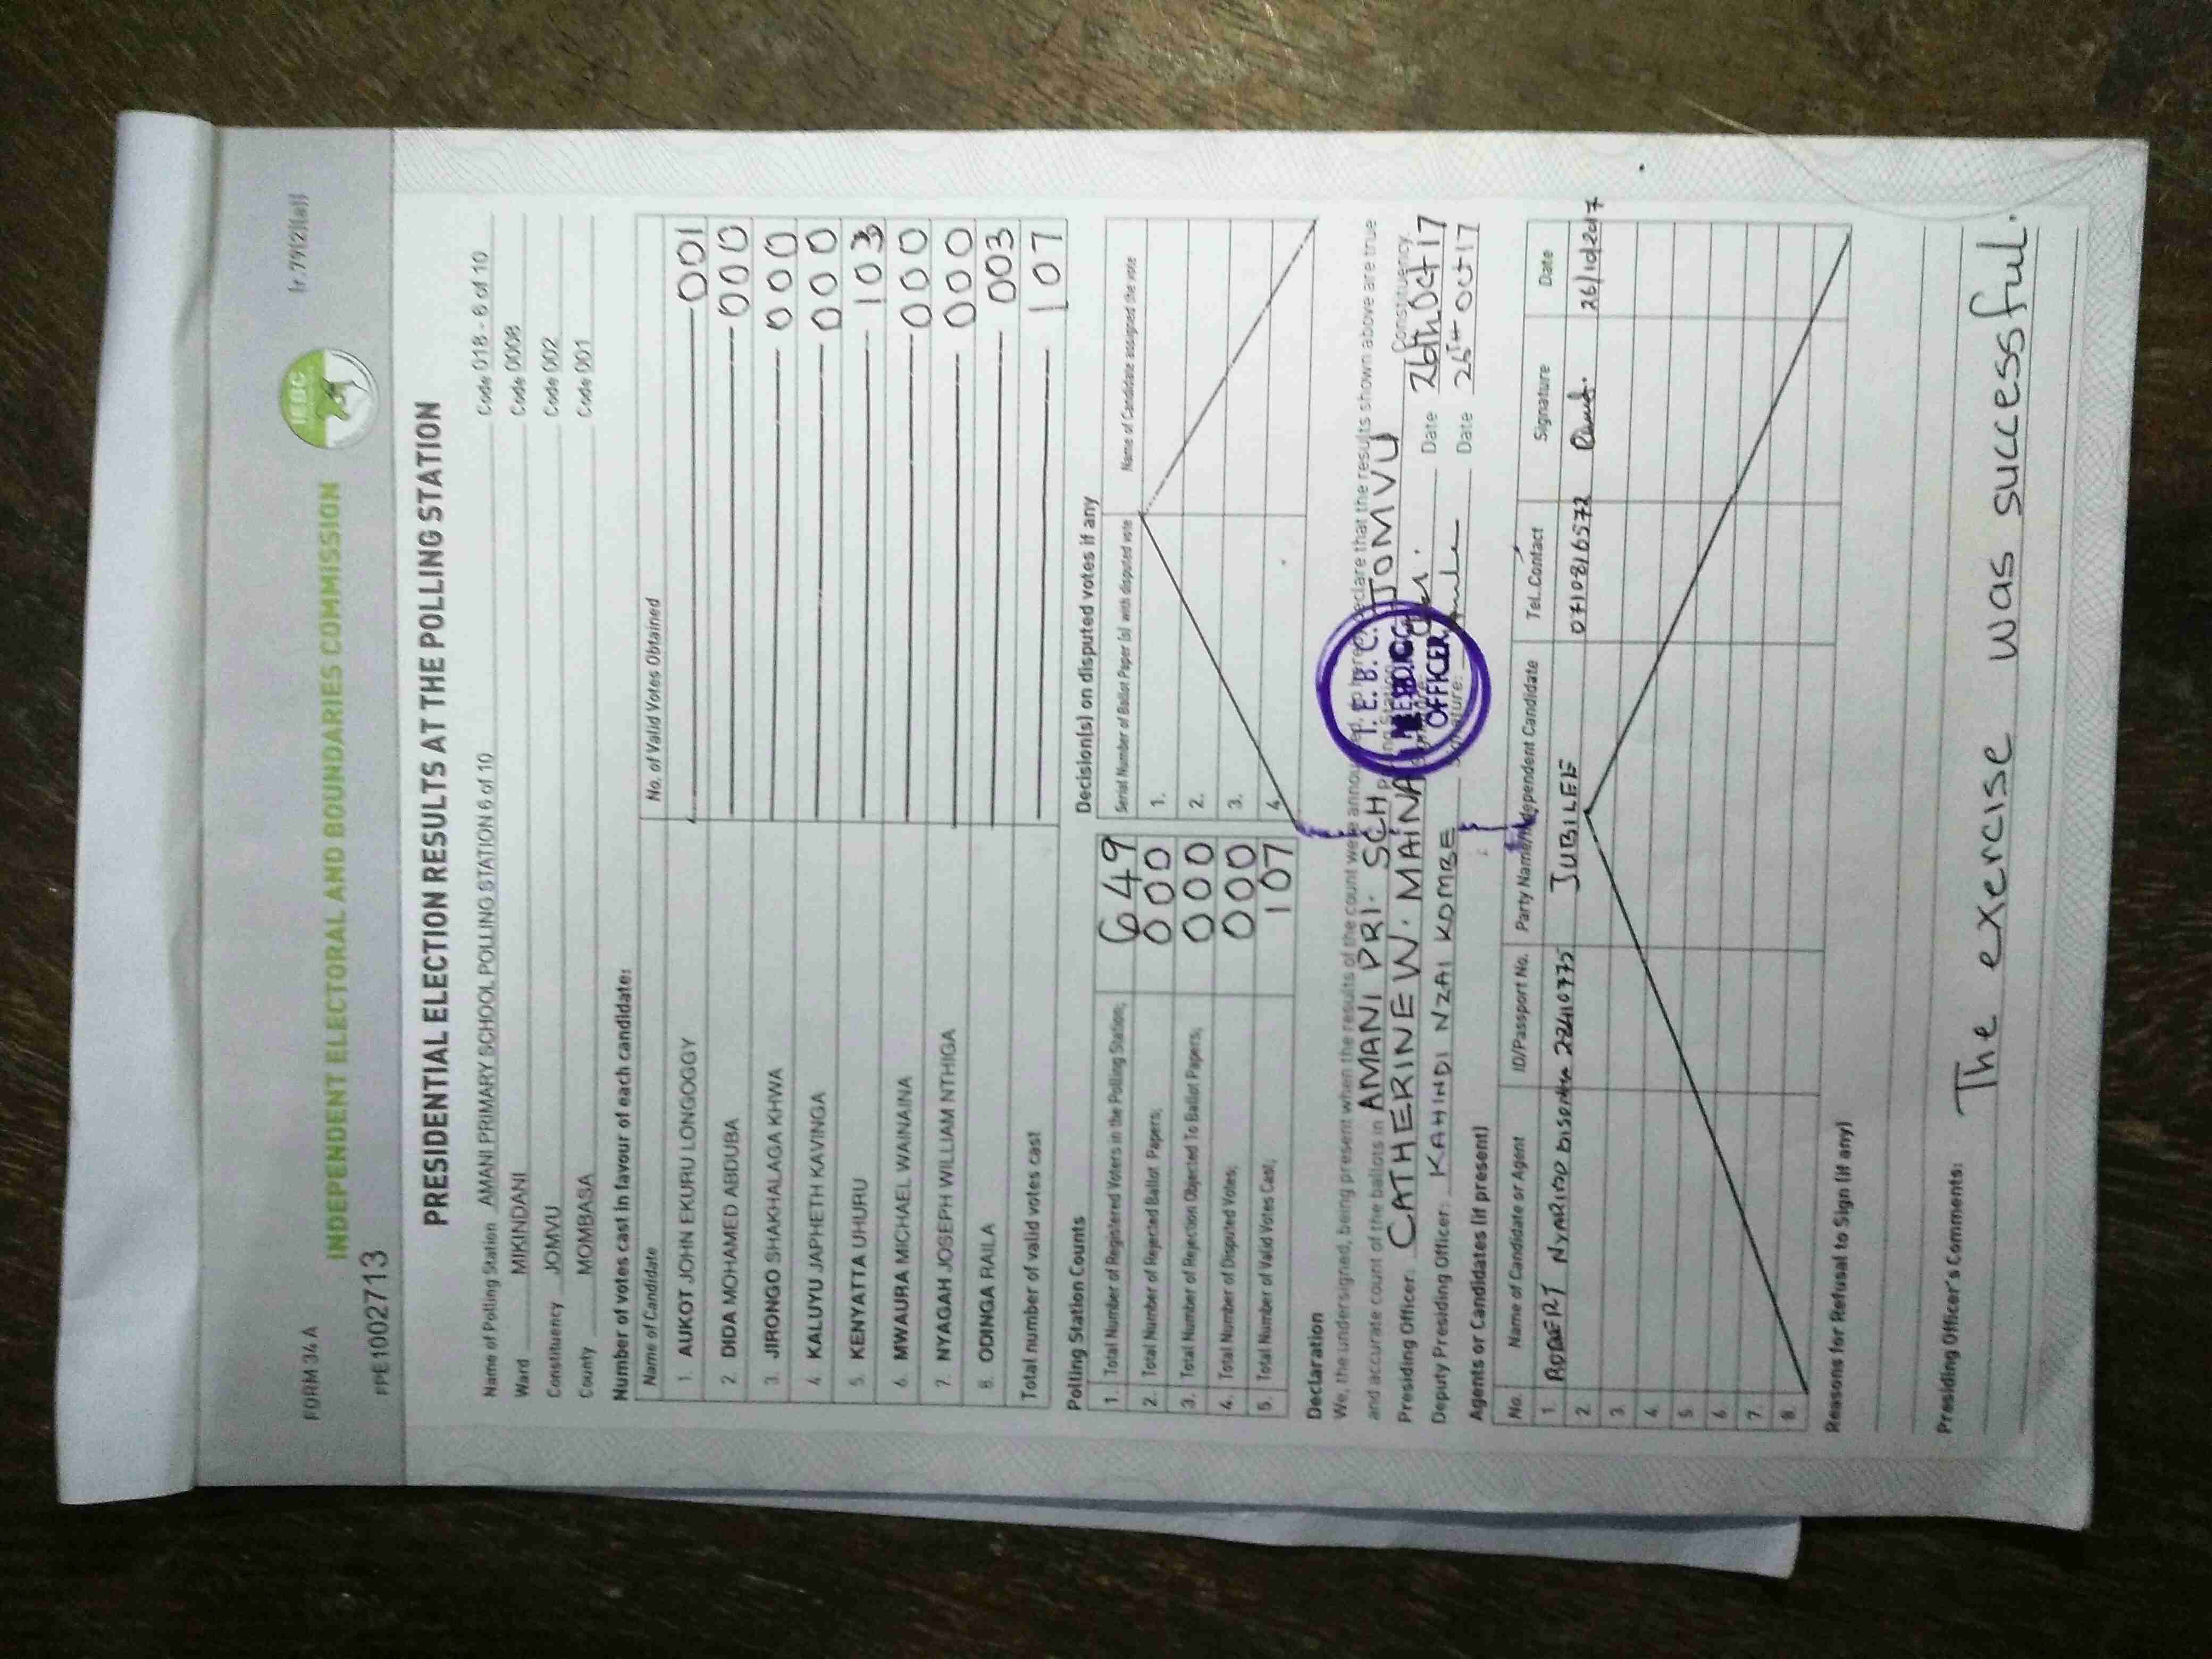 FORM 34 A
(r.79(2)(a))
INDEPENDENT ELECTORAL AND BOUNDARIES COMMISSION
IEBC
FPE1002713
PRESIDENTIAL ELECTION RESULTS AT THE POLLING STATION
Name of Polling Station AMANI PRIMARY SCHOOL POLLING STATION 6 of 10 Code 018 - 6 of 10
Ward MIKINDANI Code 0008
Constituency JOMVU Code 002
County MOMBASA Code 001
Number of votes cast in favour of each candidate:
Name of Candidate No. of Valid Votes Obtained
1. AUKOT JOHN EKURU LONGOGGY 001
2. DIDA MOHAMED ABDUBA 000
3. JIRONGO SHAKHALAGA KHWA 000
4. KALUYU JAPHETH KAVINGA 000
5. KENYATTA UHURU 103
6. MWAURA MICHAEL WAINAINA 000
7. NYAGAH JOSEPH WILLIAM NTHIGA 000
8. ODINGA RAILA 003
Total number of valid votes cast 107
Polling Station Counts
1. Total Number of Registered Voters in the Polling Station; 649
2. Total Number of Rejected Ballot Papers; 000
3. Total Number of Rejection Objected To Ballot Papers; 000
4. Total Number of Disputed Votes; 000
5. Total Number of Valid Votes Cast; 107
Decision(s) on disputed votes if any
Serial Number of Ballot Paper (s) with disputed vote Name of Candidate assigned the vote
1.
2.
3.
4.
Declaration
We, the undersigned, being present when the results of the count were announced, do hereby declare that the results shown above are true
and accurate count of the ballots in AMANI PRI. SCH polling station JOMVU Constituency.
Presiding Officer: CATHERINE W. MAINA Date 26th Oct 17
Deputy Presiding Officer: KAHINDI NZAI KOMBE Signature: Date 26TH Oct 17
I. E. B. C.
OFFICER
Agents or Candidates (if present)
No. Name of Candidate or Agent ID/Passport No. Party Name/Independent Candidate Tel. Contact Signature Date
1. ROBERT NYARIBO 22410775 JUBILEE 0710816572 26/10/2017
2.
3.
4.
5.
6.
7.
8.
Reasons for Refusal to Sign (if any)
Presiding Officer's Comments: The exercise was successful.